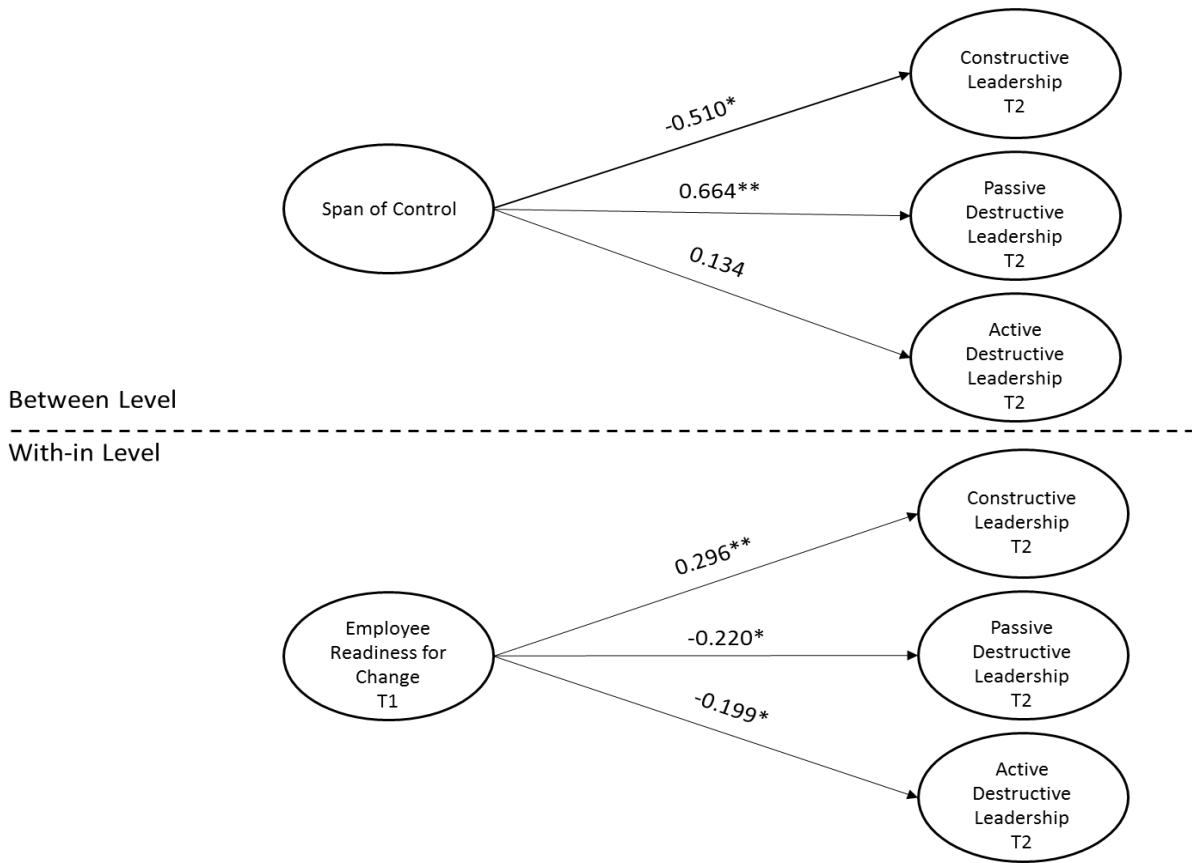 Constructive
Leadership
T2
-0.510*
Span of Control
0.664**
Passive
Destructive
Leadership
T2
0.134
Active
Destructive
Leadership
T2
Between Level
With-in Level
Constructive
Leadership
T2
0.296**
Employee
Readiness for
Change
T1
-0.220*
Passive
Destructive
Leadership
T2
-0.199*
Active
Destructive
Leadership
T2